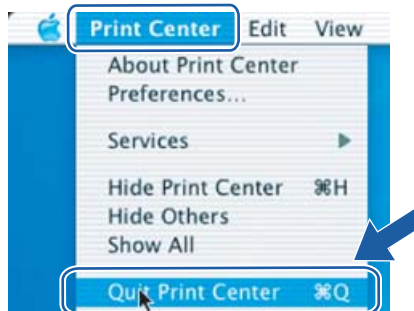 Print Center Edit View
About Print Center
Preferences...
Services
Hide Print Center ⌘H
Hide Others
Show All
Quit Print Center ⌘Q